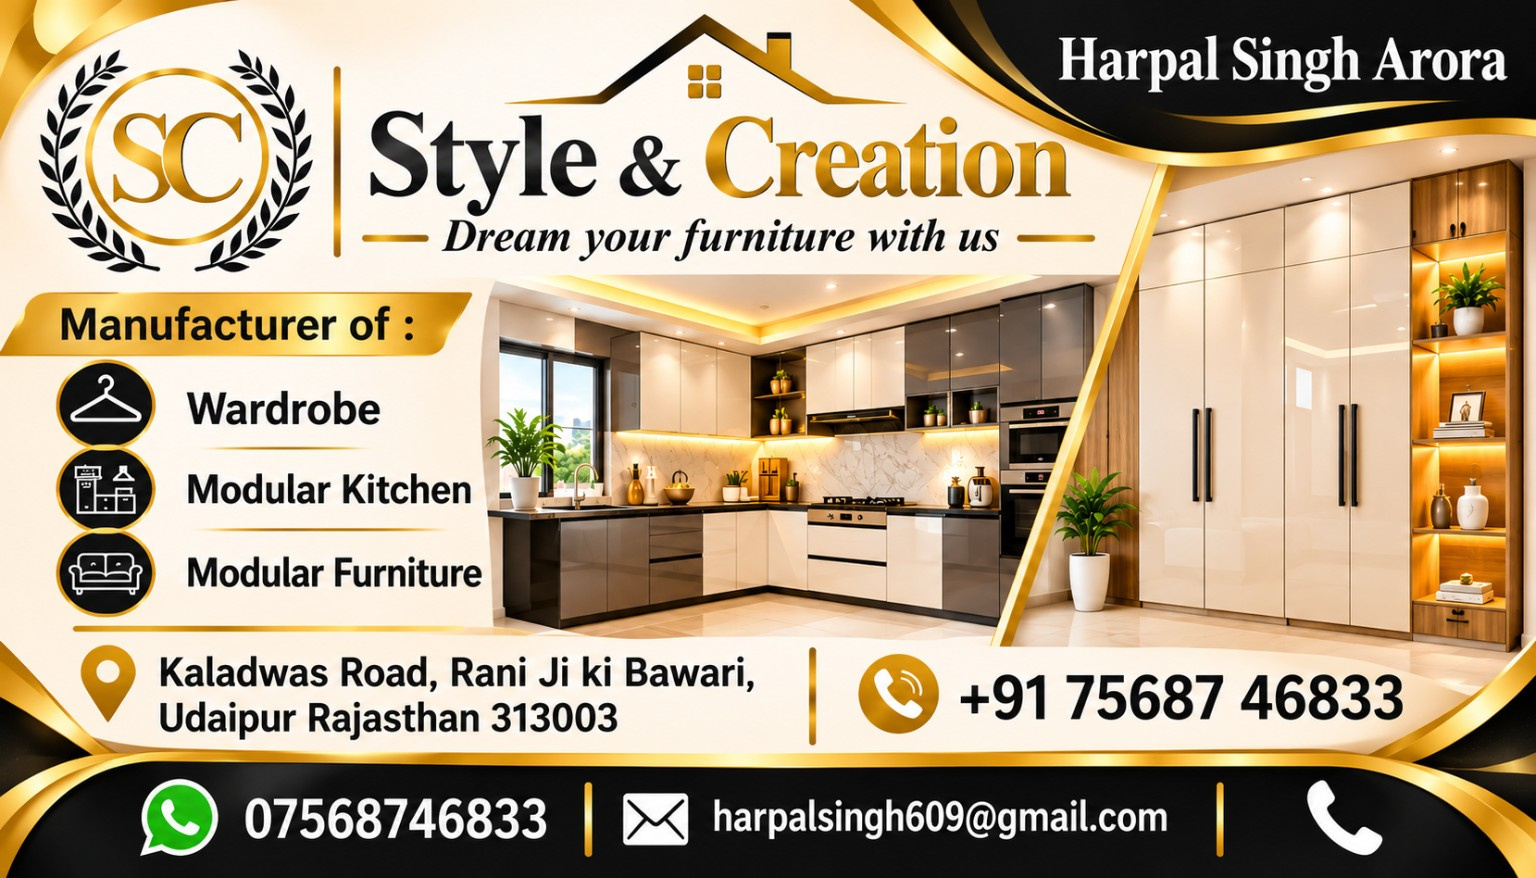 SC
Style & Creation
Dream your furniture with us
Harpal Singh Arora
Manufacturer of :
Wardrobe
Modular Kitchen
Modular Furniture
Kaladwas Road, Rani Ji ki Bawari,
Udaipur Rajasthan 313003
+91 75687 46833
07568746833
harpalsingh609@gmail.com